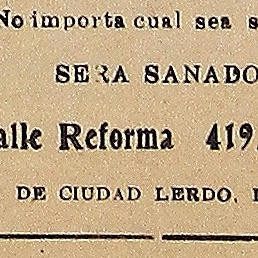 No importa cual sea s
SERA SANADO
alle Reforma 419
DE CIUDAD LERDO,